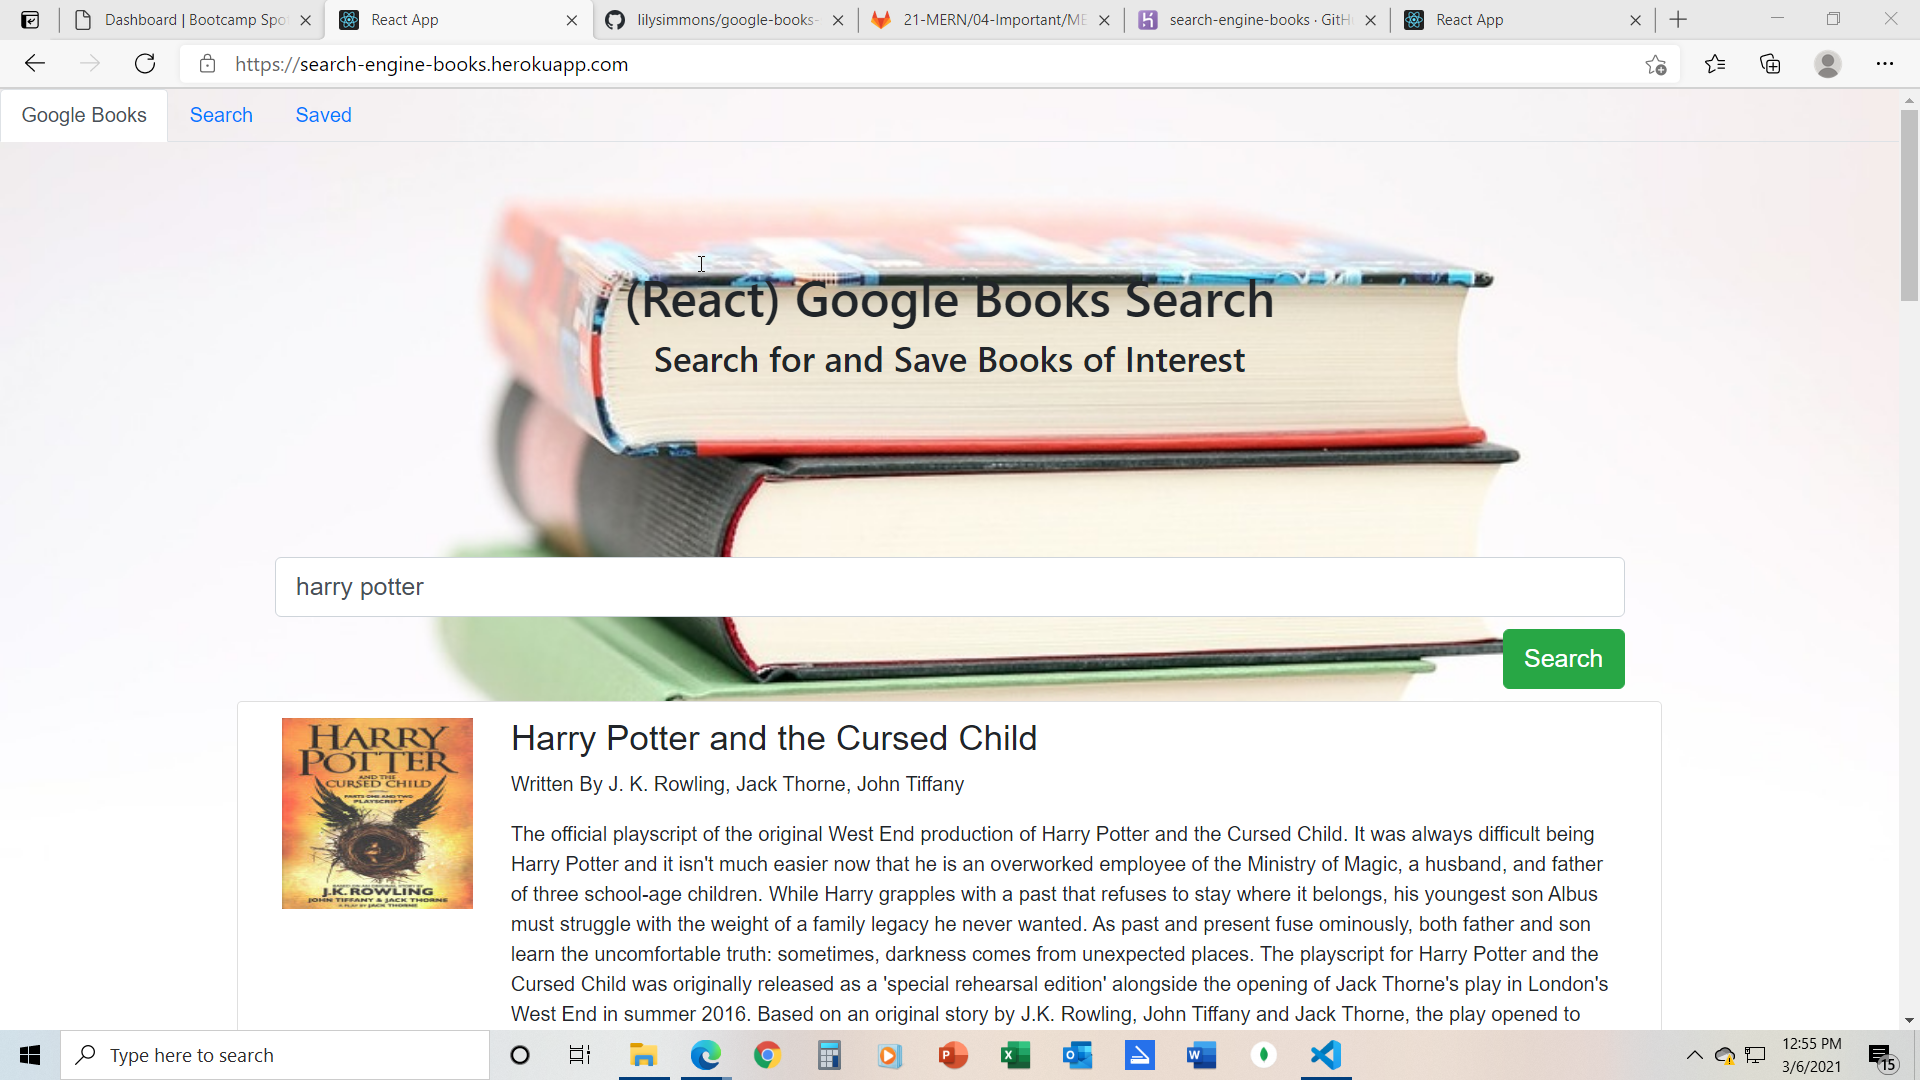 Dashboard | Bootcamp Spo
React App
lilysimmons/google-books-
21-MERN/04-Important/ME
search-engine-books · GitH
React App
https://search-engine-books.herokuapp.com
Google Books
Search
Saved
(React) Google Books Search
Search for and Save Books of Interest
harry potter
Search
HARRY
POTTER
AND THE
CURSED CHILD
PARTS ONE AND TWO
PLAYSCRIPT
J.K. ROWLING
JOHN TIFFANY & JACK THORNE
A PLAY BY JACK THORNE
Harry Potter and the Cursed Child
Written By J. K. Rowling, Jack Thorne, John Tiffany
The official playscript of the original West End production of Harry Potter and the Cursed Child. It was always difficult being
Harry Potter and it isn't much easier now that he is an overworked employee of the Ministry of Magic, a husband, and father
of three school-age children. While Harry grapples with a past that refuses to stay where it belongs, his youngest son Albus
must struggle with the weight of a family legacy he never wanted. As past and present fuse ominously, both father and son
learn the uncomfortable truth: sometimes, darkness comes from unexpected places. The playscript for Harry Potter and the
Cursed Child was originally released as a 'special rehearsal edition' alongside the opening of Jack Thorne's play in London's
West End in summer 2016. Based on an original story by J.K. Rowling, John Tiffany and Jack Thorne, the play opened to
Type here to search
12:55 PM
3/6/2021
15